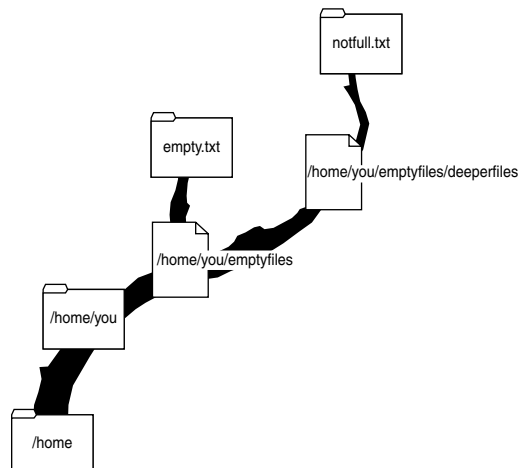 notfull.txt
empty.txt
/home/you/emptyfiles/deeperfiles
/home/you/emptyfiles
/home/you
/home